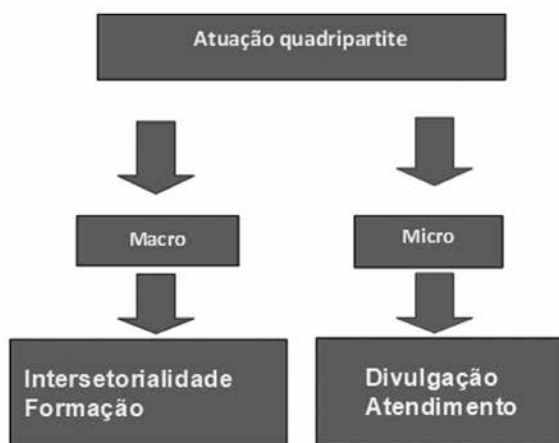 Atuação quadripartite
Macro
Micro
Intersetorialidade
Formação
Divulgação
Atendimento